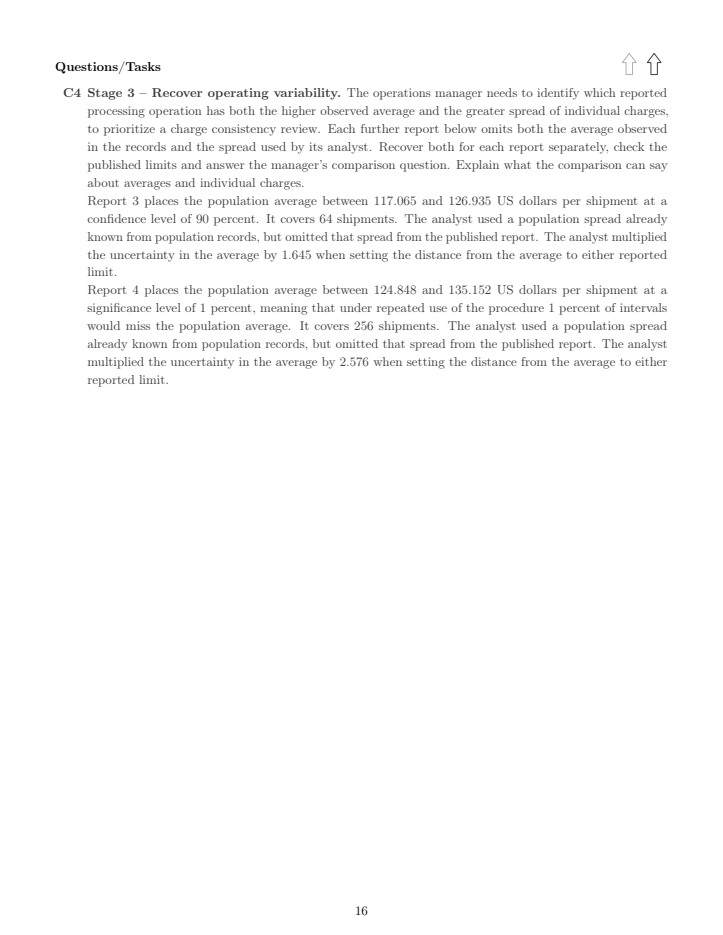 Questions/Tasks
C4 Stage 3 – Recover operating variability. The operations manager needs to identify which reported
processing operation has both the higher observed average and the greater spread of individual charges,
to prioritize a charge consistency review. Each further report below omits both the average observed
in the records and the spread used by its analyst. Recover both for each report separately, check the
published limits and answer the manager's comparison question. Explain what the comparison can say
about averages and individual charges.
Report 3 places the population average between 117.065 and 126.935 US dollars per shipment at a
confidence level of 90 percent. It covers 64 shipments. The analyst used a population spread already
known from population records, but omitted that spread from the published report. The analyst multiplied
the uncertainty in the average by 1.645 when setting the distance from the average to either reported
limit.
Report 4 places the population average between 124.848 and 135.152 US dollars per shipment at a
significance level of 1 percent, meaning that under repeated use of the procedure 1 percent of intervals
would miss the population average. It covers 256 shipments. The analyst used a population spread
already known from population records, but omitted that spread from the published report. The analyst
multiplied the uncertainty in the average by 2.576 when setting the distance from the average to either
reported limit.
16